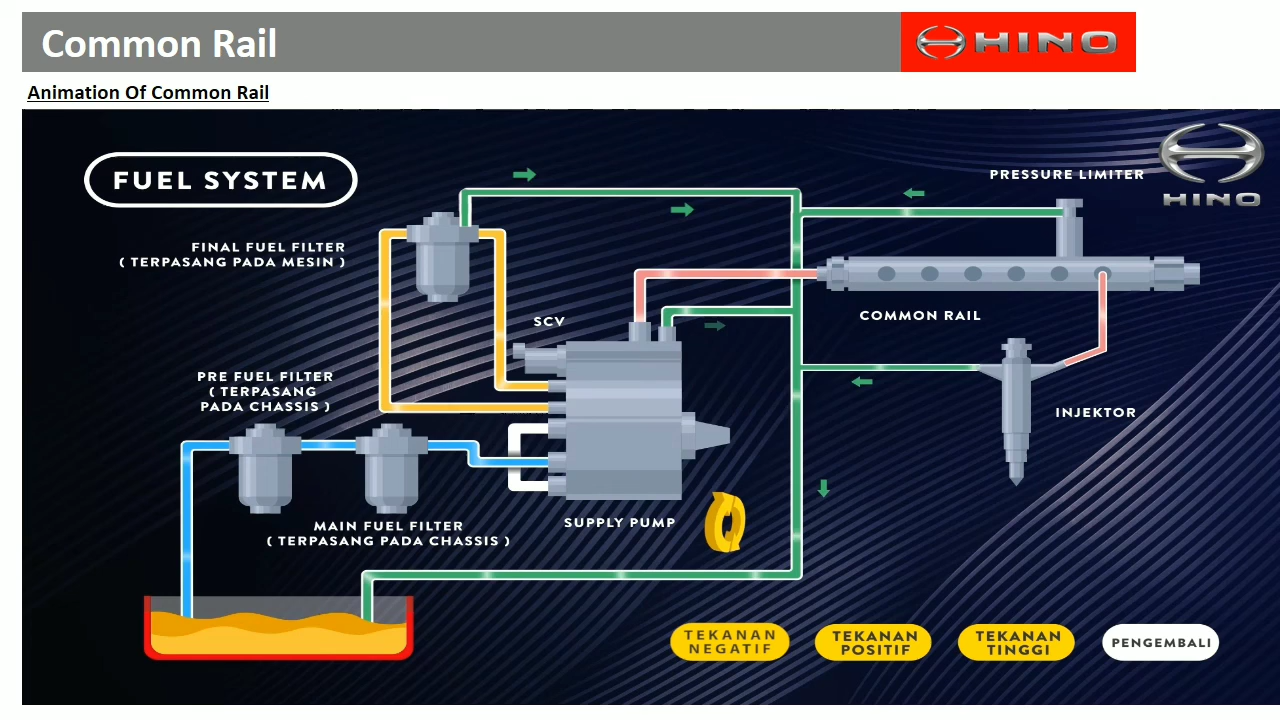 Common Rail
HINO
Animation Of Common Rail
FUEL SYSTEM
PRESSURE LIMITER
HINO
FINAL FUEL FILTER
( TERPASANG PADA MESIN )
SCV
COMMON RAIL
PRE FUEL FILTER
( TERPASANG
PADA CHASSIS )
INJEKTOR
MAIN FUEL FILTER
( TERPASANG PADA CHASSIS )
SUPPLY PUMP
TEKANAN
NEGATIF
TEKANAN
POSITIF
TEKANAN
TINGGI
PENGEMBALI